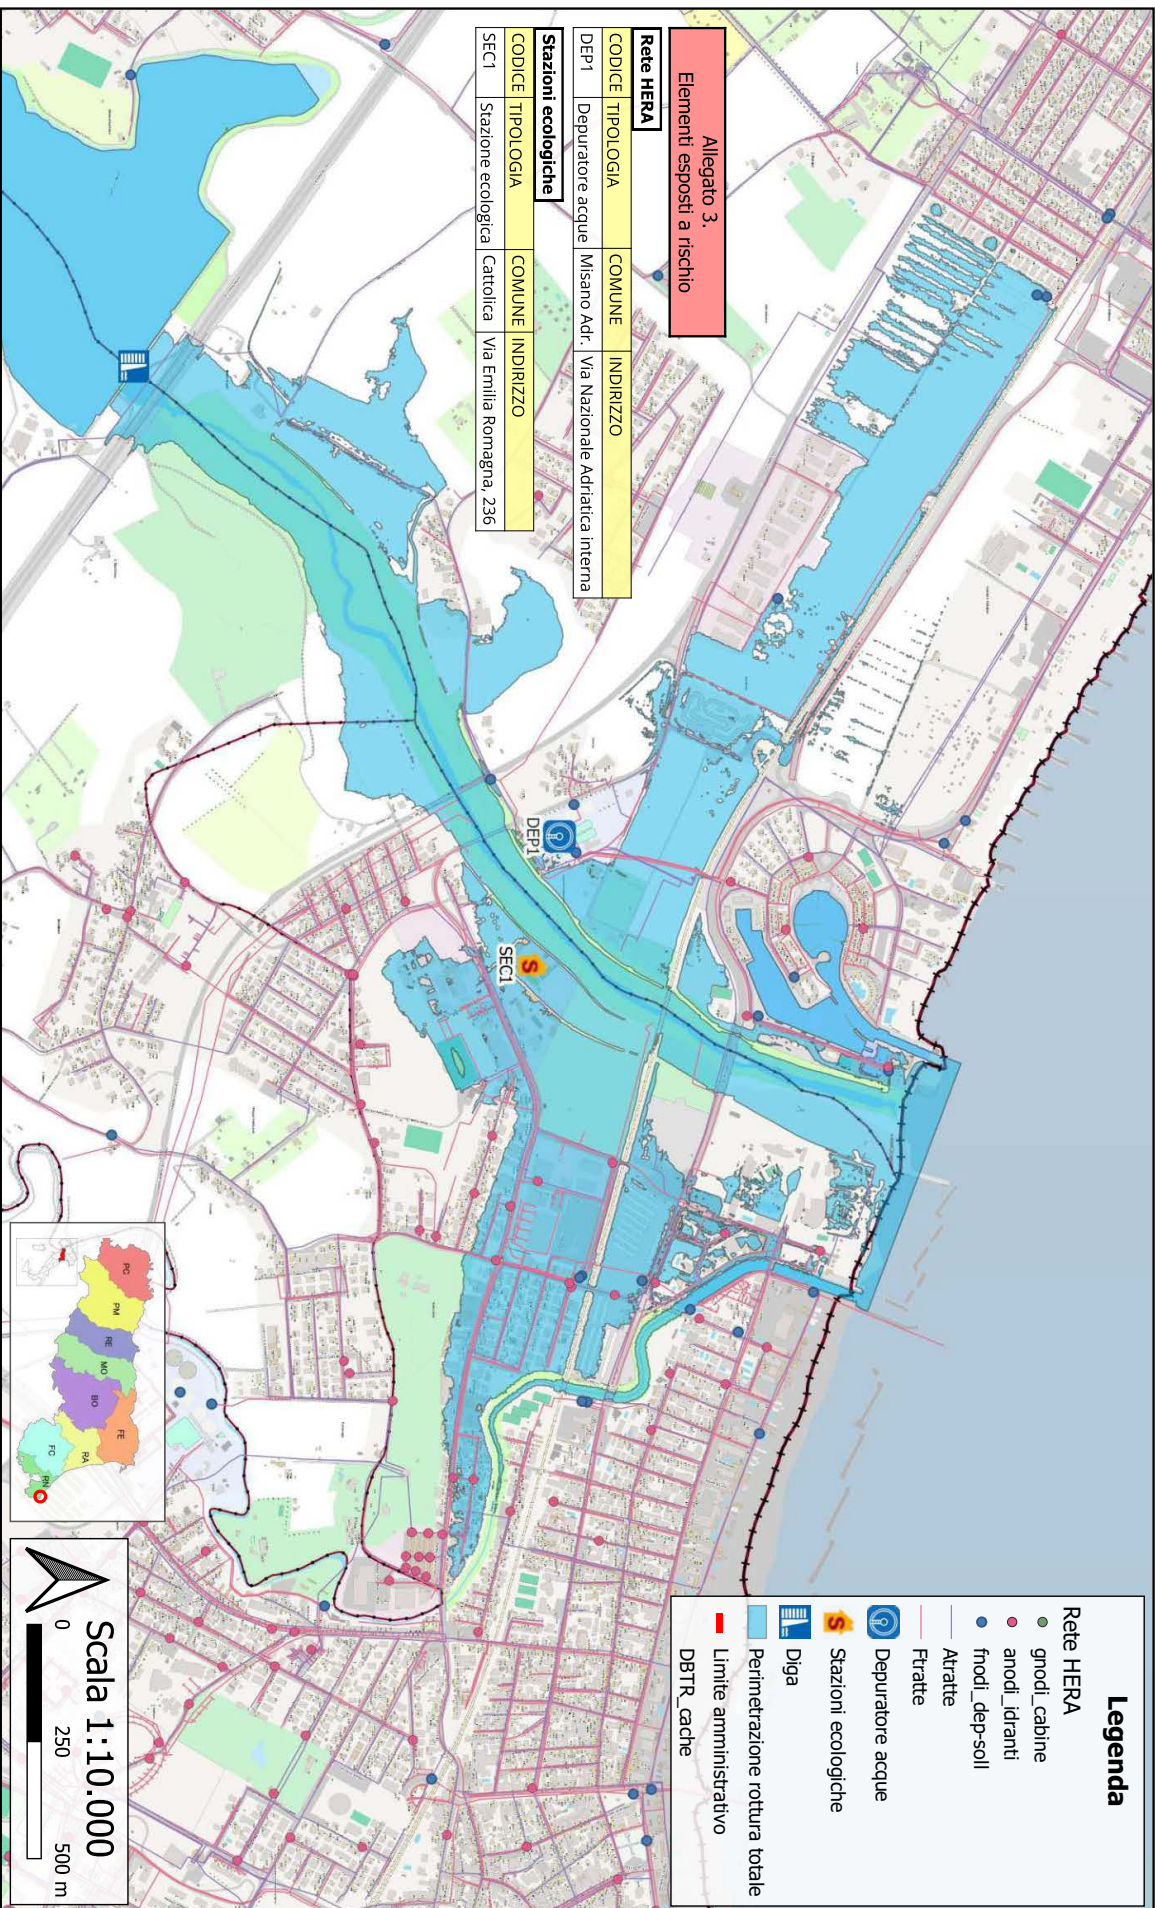 Allegato 3.
Elementi esposti a rischio
Rete HERA
CODICE TIPOLOGIA COMUNE INDIRIZZO
DEP1 Depuratore acque Misano Adr. Via Nazionale Adriatica interna
Stazioni ecologiche
CODICE TIPOLOGIA COMUNE INDIRIZZO
SEC1 Stazione ecologica Cattolica Via Emilia Romagna, 236
DEP1
SEC1
Legenda
Rete HERA
gnodi_cabine
anodi_idranti
fnodi_dep-soll
Atratte
Ftratte
Depuratore acque
Stazioni ecologiche
Diga
Perimetrazione rottura totale
Limite amministrativo
DBTR_cache
PC
PM
RE
MO
BO
FE
RA
FC
RN
Scala 1:10.000
0 250 500 m